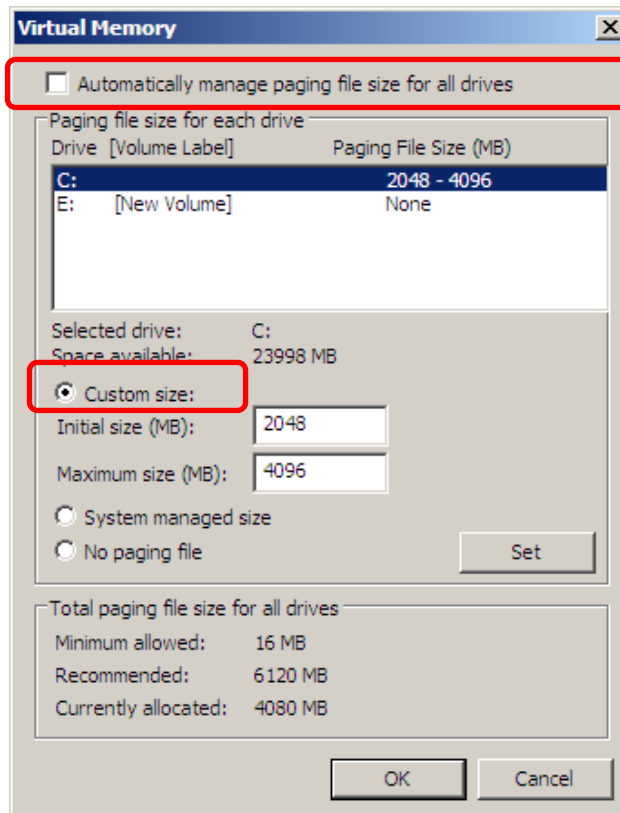 Virtual Memory
Automatically manage paging file size for all drives
Paging file size for each drive
Drive [Volume Label] Paging File Size (MB)
C: 2048 - 4096
E: [New Volume] None
Selected drive: C:
Space available: 23998 MB
Custom size:
Initial size (MB): 2048
Maximum size (MB): 4096
System managed size
No paging file Set
Total paging file size for all drives
Minimum allowed: 16 MB
Recommended: 6120 MB
Currently allocated: 4080 MB
OK Cancel